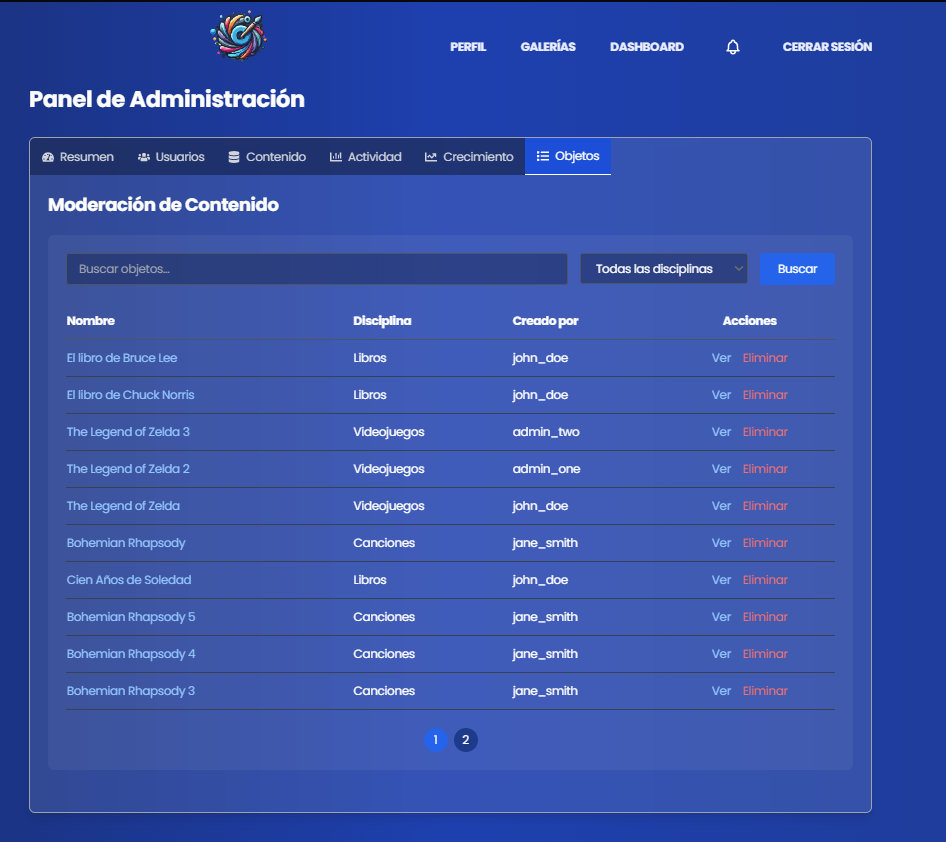 PERFIL GALERÍAS DASHBOARD CERRAR SESIÓN
Panel de Administración
Resumen Usuarios Contenido Actividad Crecimiento Objetos
Moderación de Contenido
Buscar objetos... Todas las disciplinas Buscar
Nombre Disciplina Creado por Acciones
El libro de Bruce Lee Libros john_doe Ver Eliminar
El libro de Chuck Norris Libros john_doe Ver Eliminar
The Legend of Zelda 3 Videojuegos admin_two Ver Eliminar
The Legend of Zelda 2 Videojuegos admin_one Ver Eliminar
The Legend of Zelda Videojuegos john_doe Ver Eliminar
Bohemian Rhapsody Canciones jane_smith Ver Eliminar
Cien Años de Soledad Libros john_doe Ver Eliminar
Bohemian Rhapsody 5 Canciones jane_smith Ver Eliminar
Bohemian Rhapsody 4 Canciones jane_smith Ver Eliminar
Bohemian Rhapsody 3 Canciones jane_smith Ver Eliminar
1 2